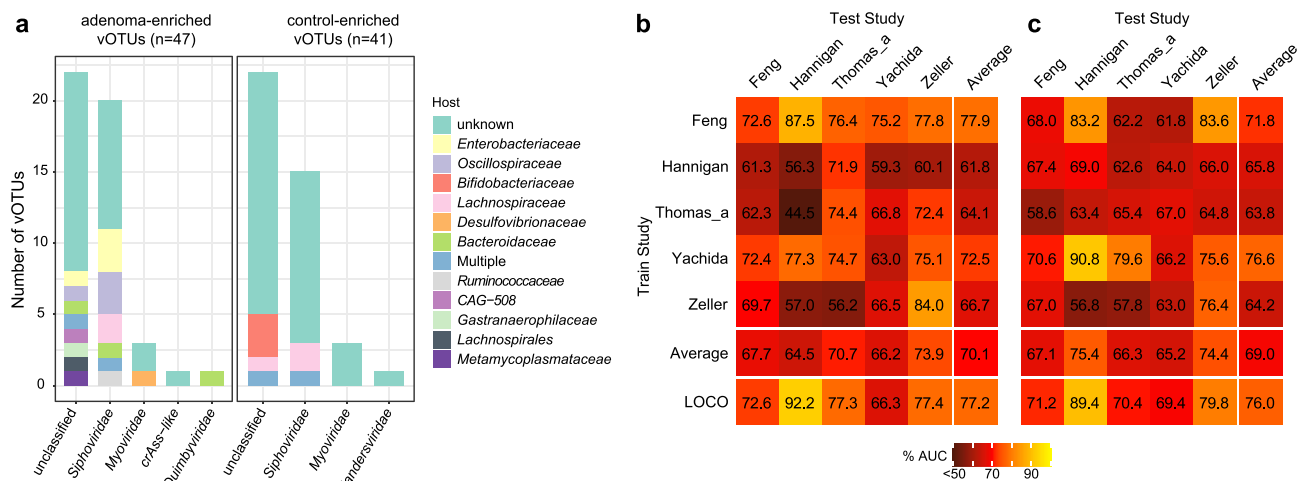 a
adenoma-enriched
vOTUs (n=47)
control-enriched
vOTUs (n=41)
Number of vOTUs
20
15
10
5
0
unclassified
Siphoviridae
Myoviridae
crAss-like
Quimbyviridae
unclassified
Siphoviridae
Myoviridae
Host
unknown
Enterobacteriaceae
Oscillospiraceae
Bifidobacteriaceae
Lachnospiraceae
Desulfovibrionaceae
Bacteroidaceae
Multiple
Ruminococcaceae
CAG-508
Gastranaerophilaceae
Lachnospirales
Metamycoplasmataceae
b
Test Study
Feng Hannigan Thomas_a Yachida Zeller Average
Train Study
Feng 72.6 87.5 76.4 75.2 77.8 77.9
Hannigan 61.3 56.3 71.9 59.3 60.1 61.8
Thomas_a 62.3 44.5 74.4 66.8 72.4 64.1
Yachida 72.4 77.3 74.7 63.0 75.1 72.5
Zeller 69.7 57.0 56.2 66.5 84.0 66.7
Average 67.7 64.5 70.7 66.2 73.9 70.1
LOCO 72.6 92.2 77.3 66.3 77.4 77.2
c
Test Study
Feng Hannigan Thomas_a Yachida Zeller Average
68.0 83.2 62.2 61.8 83.6 71.8
67.4 69.0 62.6 64.0 66.0 65.8
58.6 63.4 65.4 67.0 64.8 63.8
70.6 90.8 79.6 66.2 75.6 76.6
67.0 56.8 57.8 63.0 76.4 64.2
67.1 75.4 66.3 65.2 74.4 69.0
71.2 89.4 70.4 69.4 79.8 76.0
% AUC
<50 70 90